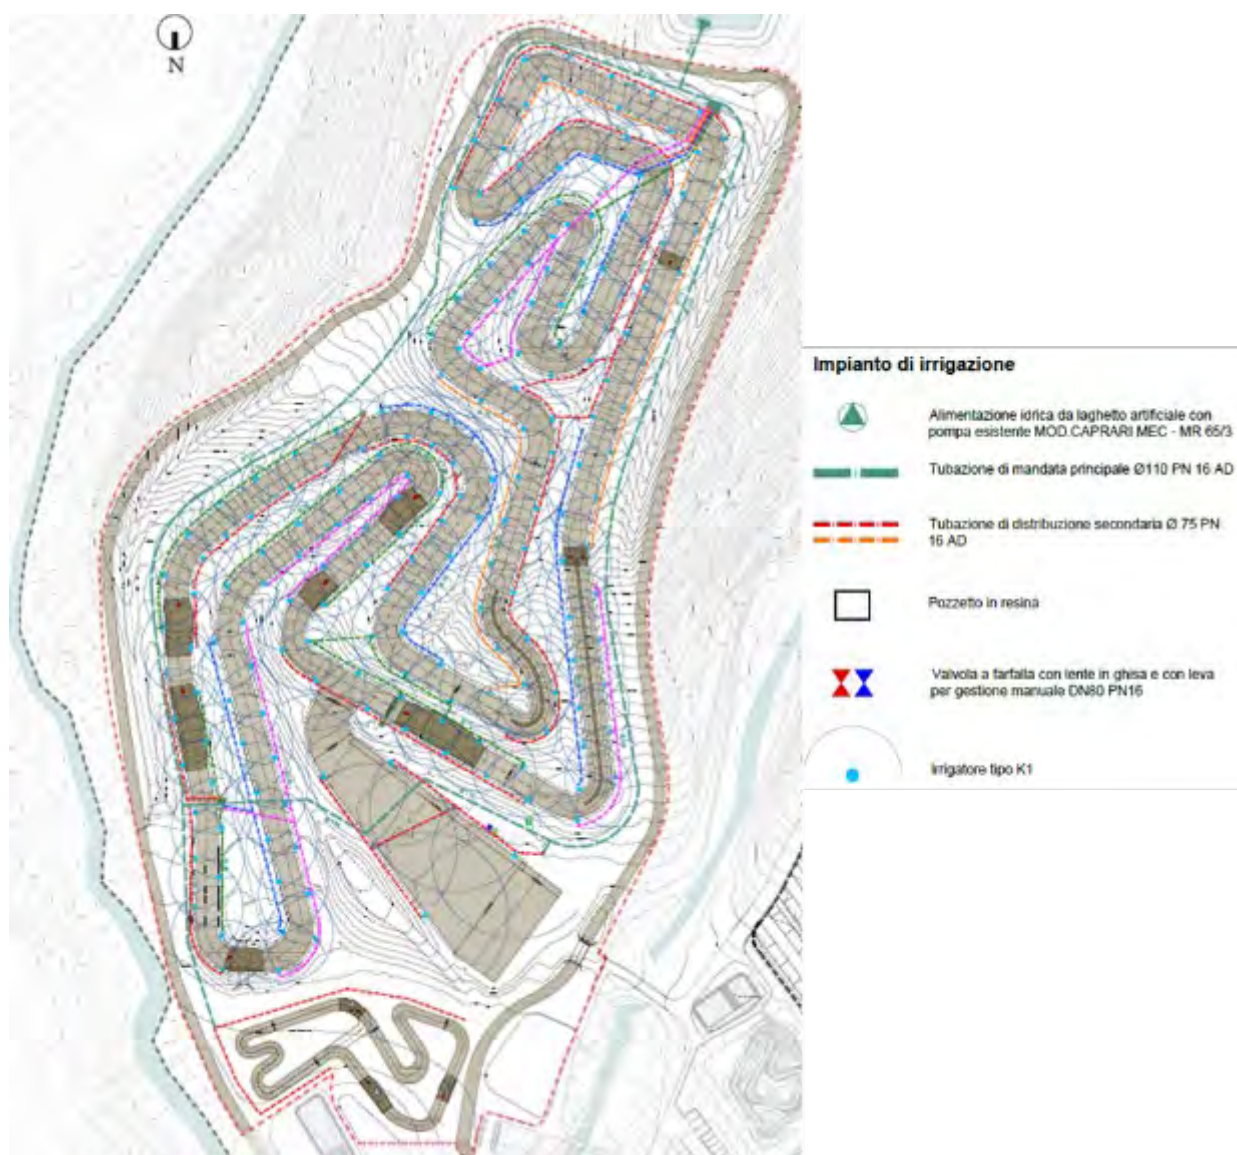 N
Impianto di irrigazione
Alimentazione idrica da laghetto artificiale con
pompa esistente MOD.CAPRARI MEC - MR 65/3
Tubazione di mandata principale Ø110 PN 16 AD
Tubazione di distribuzione secondaria Ø 75 PN
16 AD
Pozzetto in resina
Valvola a farfalla con lente in ghisa e con leva
per gestione manuale DN80 PN16
Irrigatore tipo K1